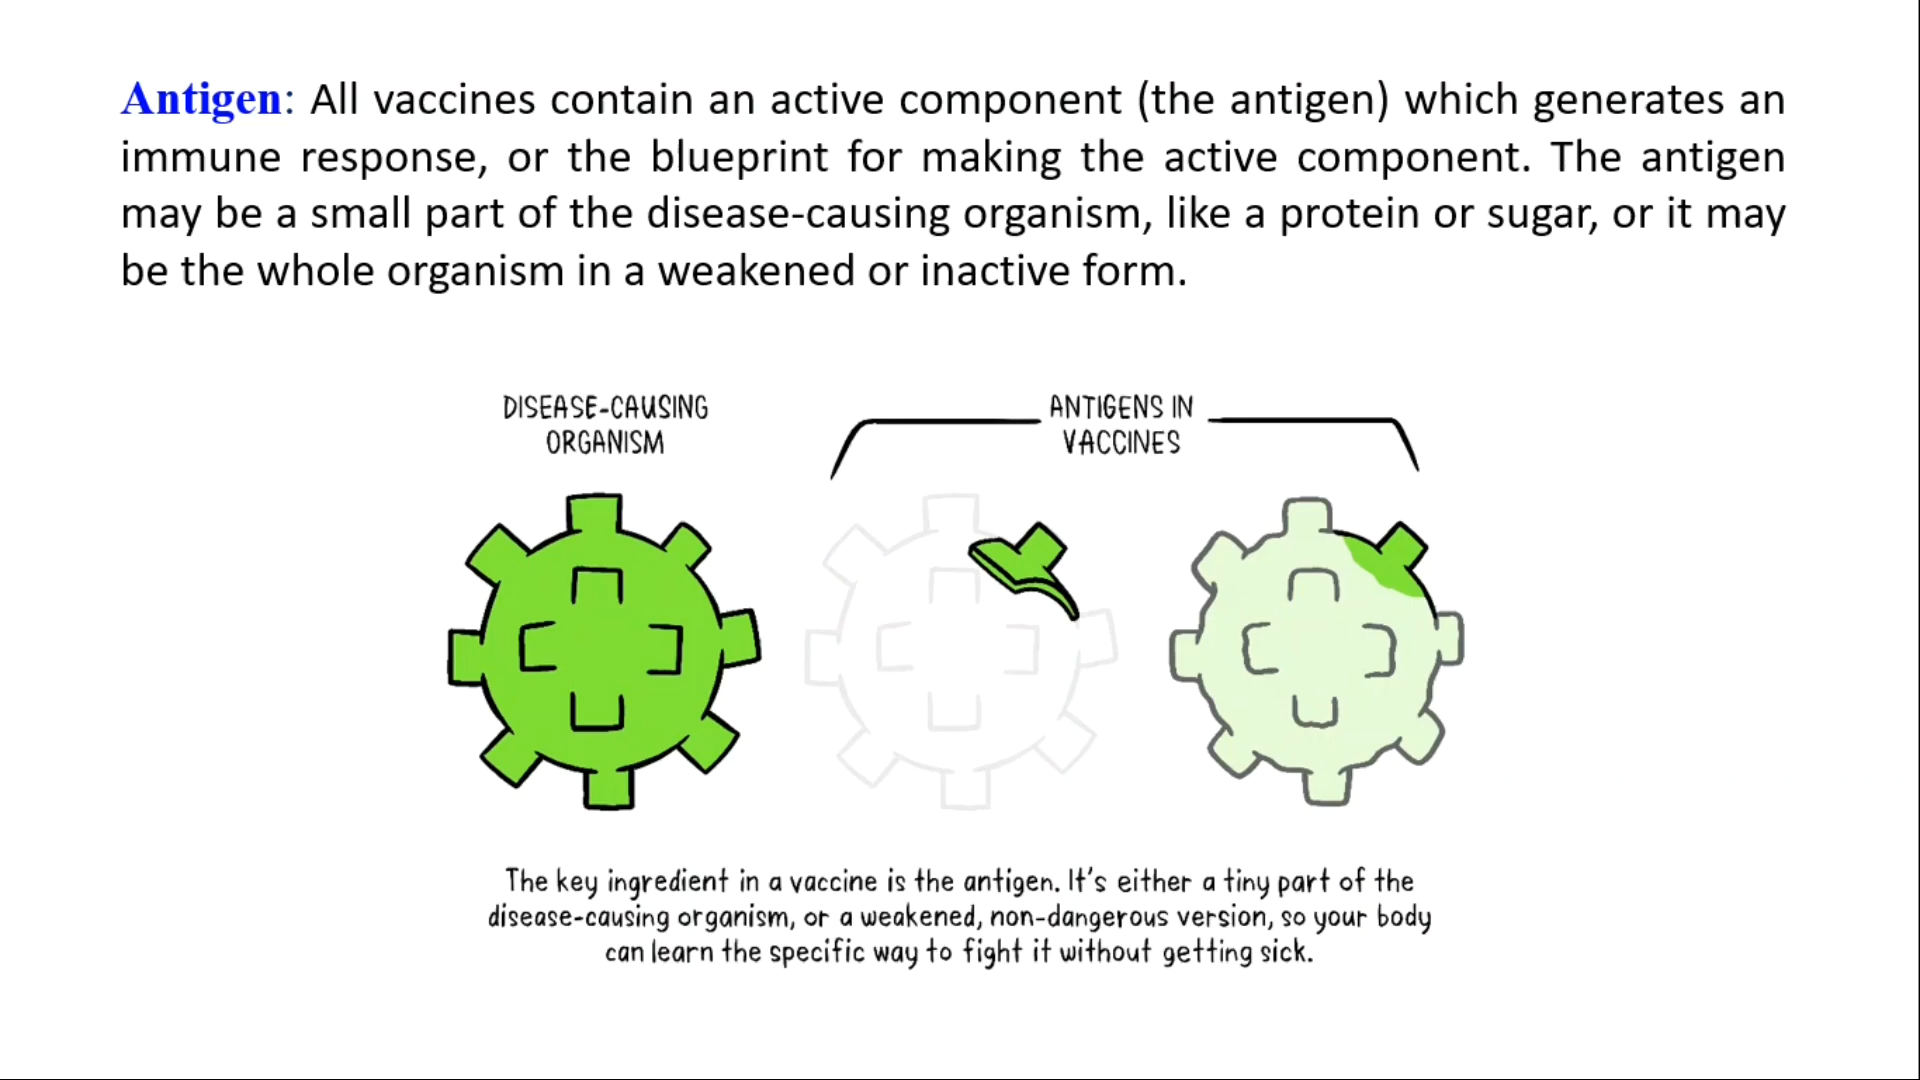 Antigen: All vaccines contain an active component (the antigen) which generates an
immune response, or the blueprint for making the active component. The antigen
may be a small part of the disease-causing organism, like a protein or sugar, or it may
be the whole organism in a weakened or inactive form.
DISEASE-CAUSING
ORGANISM
ANTIGENS IN
VACCINES
The key ingredient in a vaccine is the antigen. It's either a tiny part of the
disease-causing organism, or a weakened, non-dangerous version, so your body
can learn the specific way to fight it without getting sick.